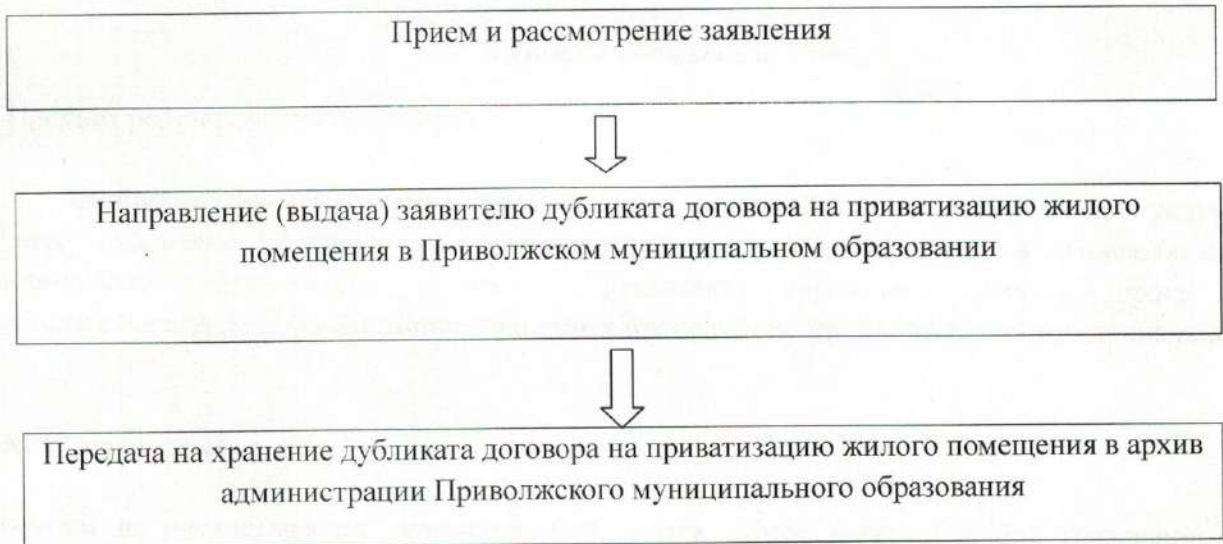 Прием и рассмотрение заявления
Направление (выдача) заявителю дубликата договора на приватизацию жилого
помещения в Приволжском муниципальном образовании
Передача на хранение дубликата договора на приватизацию жилого помещения в архив
администрации Приволжского муниципального образования